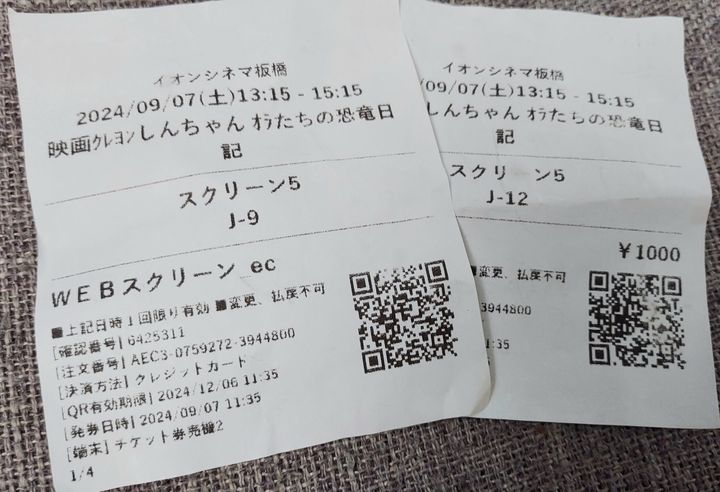 イオンシネマ板橋
2024/09/07(土)13:15 - 15:15
映画ｸﾚﾖﾝしんちゃん ｵﾗたちの恐竜日
記
スクリーン5
J-9
WEBスクリーン_ec
■上記日時1回限り有効 ■変更、払戻不可
[確認番号] 6425311
[注文番号] AEC3-0759272-3944800
[決済方法] クレジットカード
[QR有効期限] 2024/12/06 11:35
[発券日時] 2024/09/07 11:35
[端末] チケット券売機2
1/4
イオンシネマ板橋
/09/07(土)13:15 - 15:15
しんちゃん ｵﾗたちの恐竜日
記
スクリーン5
J-12
¥1000
■変更、払戻不可
3944800
:35